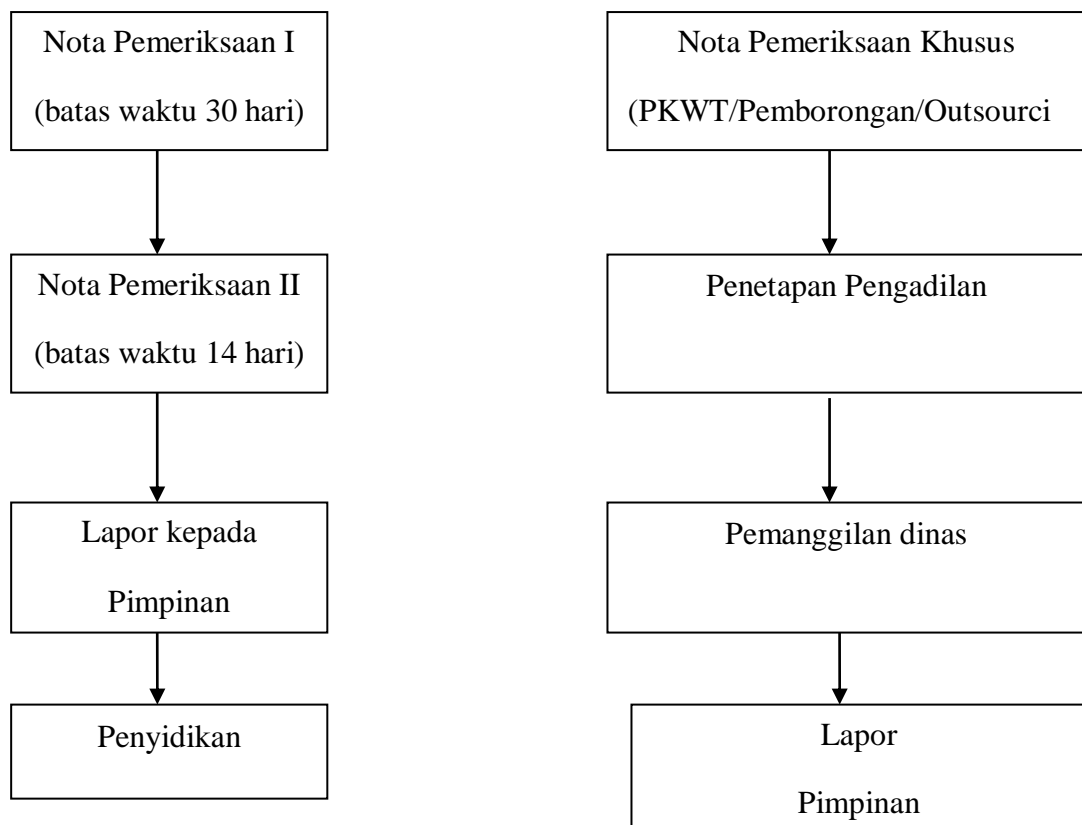 Nota Pemeriksaan I
(batas waktu 30 hari)
Nota Pemeriksaan II
(batas waktu 14 hari)
Lapor kepada
Pimpinan
Penyidikan
Nota Pemeriksaan Khusus
(PKWT/Pemborongan/Outsourci
Penetapan Pengadilan
Pemanggilan dinas
Lapor
Pimpinan